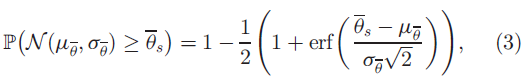 ℙ(𝒩(μ_θ̅, σ_θ̅) ≥ θ̅_s) = 1 − 1/2 (1 + erf((θ̅_s − μ_θ̅)/(σ_θ̅√2))), (3)